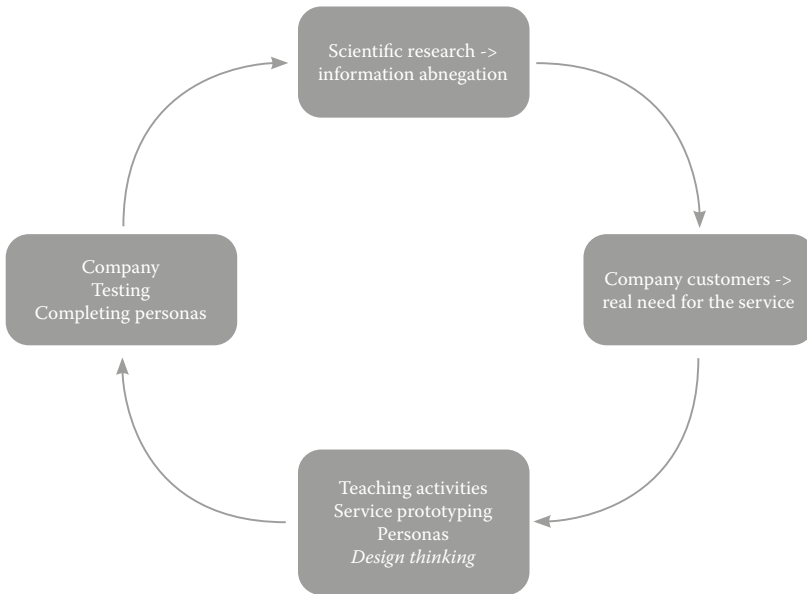 Scientific research ->
information abnegation
Company customers ->
real need for the service
Teaching activities
Service prototyping
Personas
Design thinking
Company
Testing
Completing personas